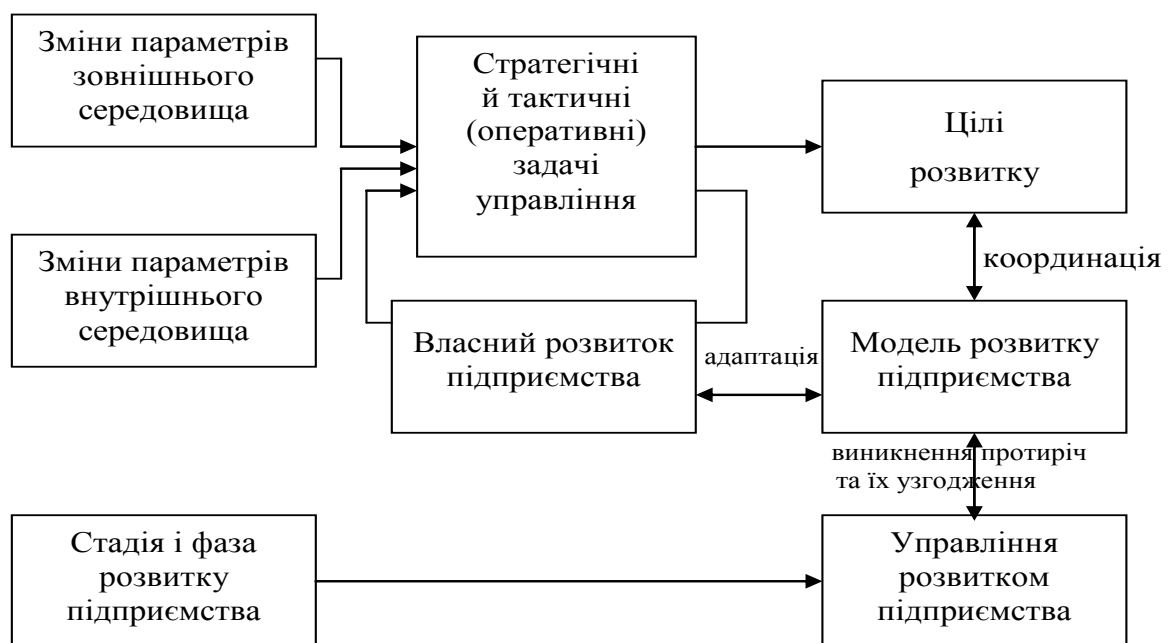 Зміни параметрів
зовнішнього
середовища
Стратегічні
й тактичні
(оперативні)
задачі
управління
Цілі
розвитку
Зміни параметрів
внутрішнього
середовища
координація
Власний розвиток
підприємства
адаптація
Модель розвитку
підприємства
виникнення протиріч
та їх узгодження
Стадія і фаза
розвитку
підприємства
Управління
розвитком
підприємства